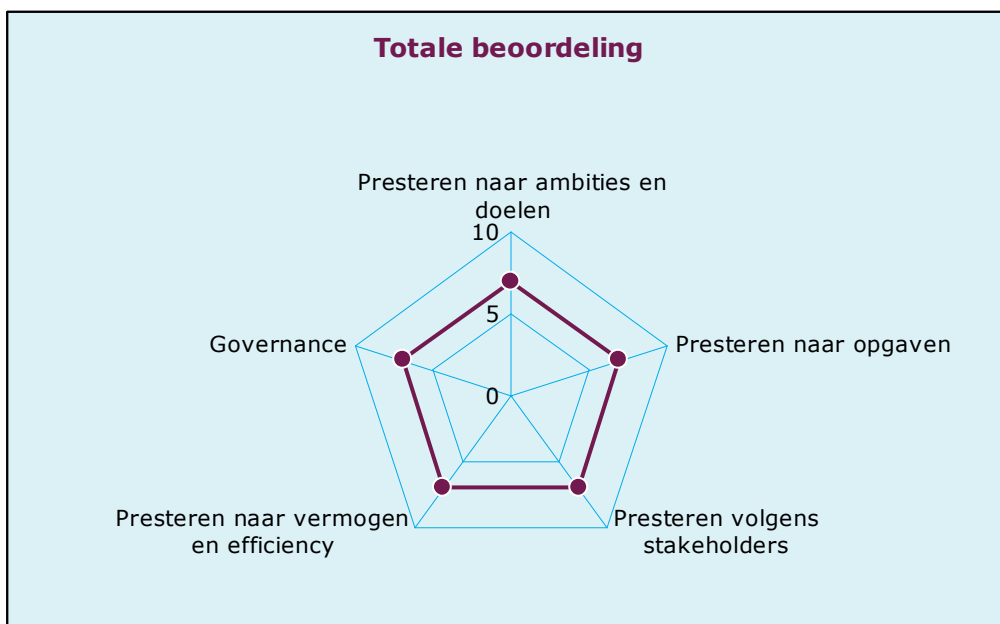 Totale beoordeling
Presteren naar ambities en
doelen
10
5
0
Governance
Presteren naar opgaven
Presteren naar vermogen
en efficiency
Presteren volgens
stakeholders